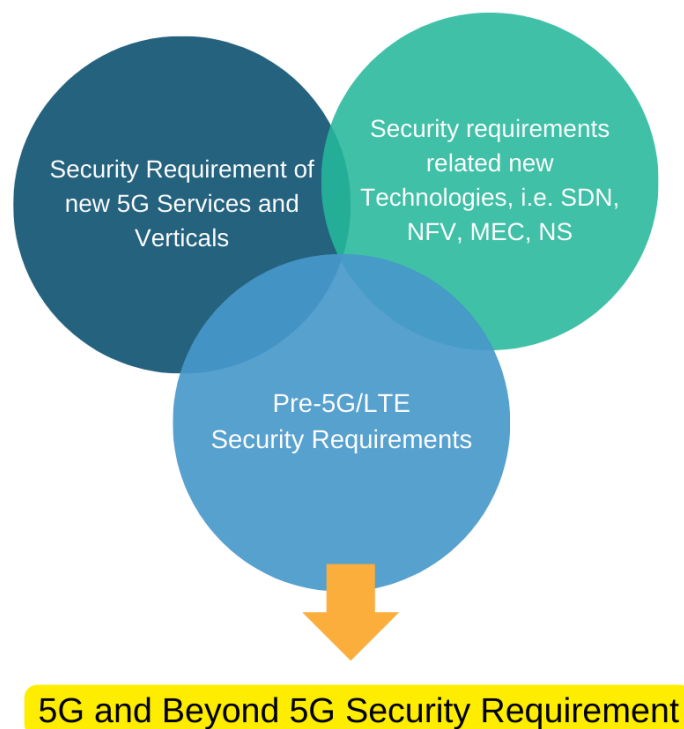 Security Requirement of
new 5G Services and
Verticals
Security requirements
related new
Technologies, i.e. SDN,
NFV, MEC, NS
Pre-5G/LTE
Security Requirements
5G and Beyond 5G Security Requirement